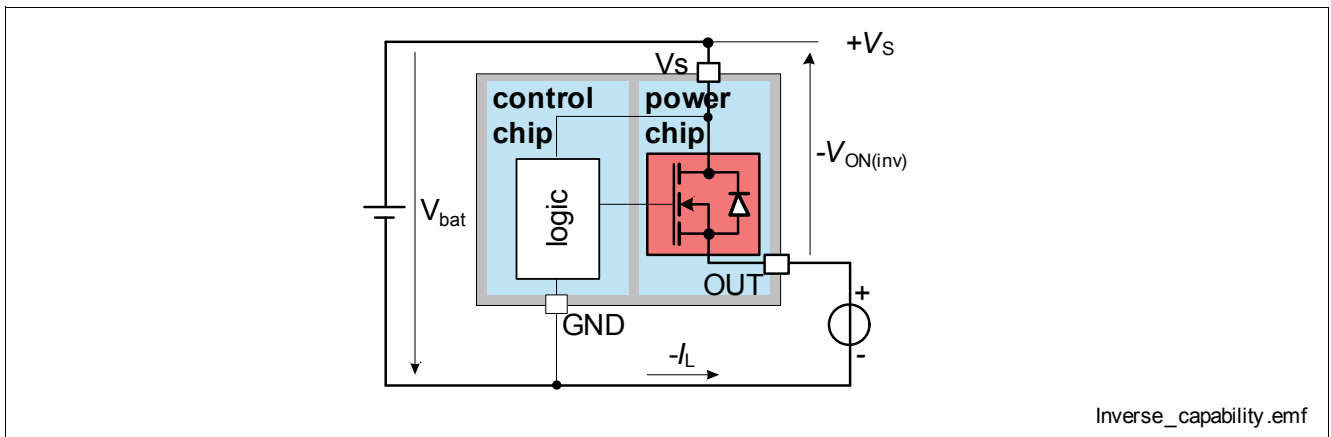 +VS
Vs
control chip
power chip
-VON(inv)
Vbat
logic
OUT
+
-
GND
-IL
Inverse_capability.emf